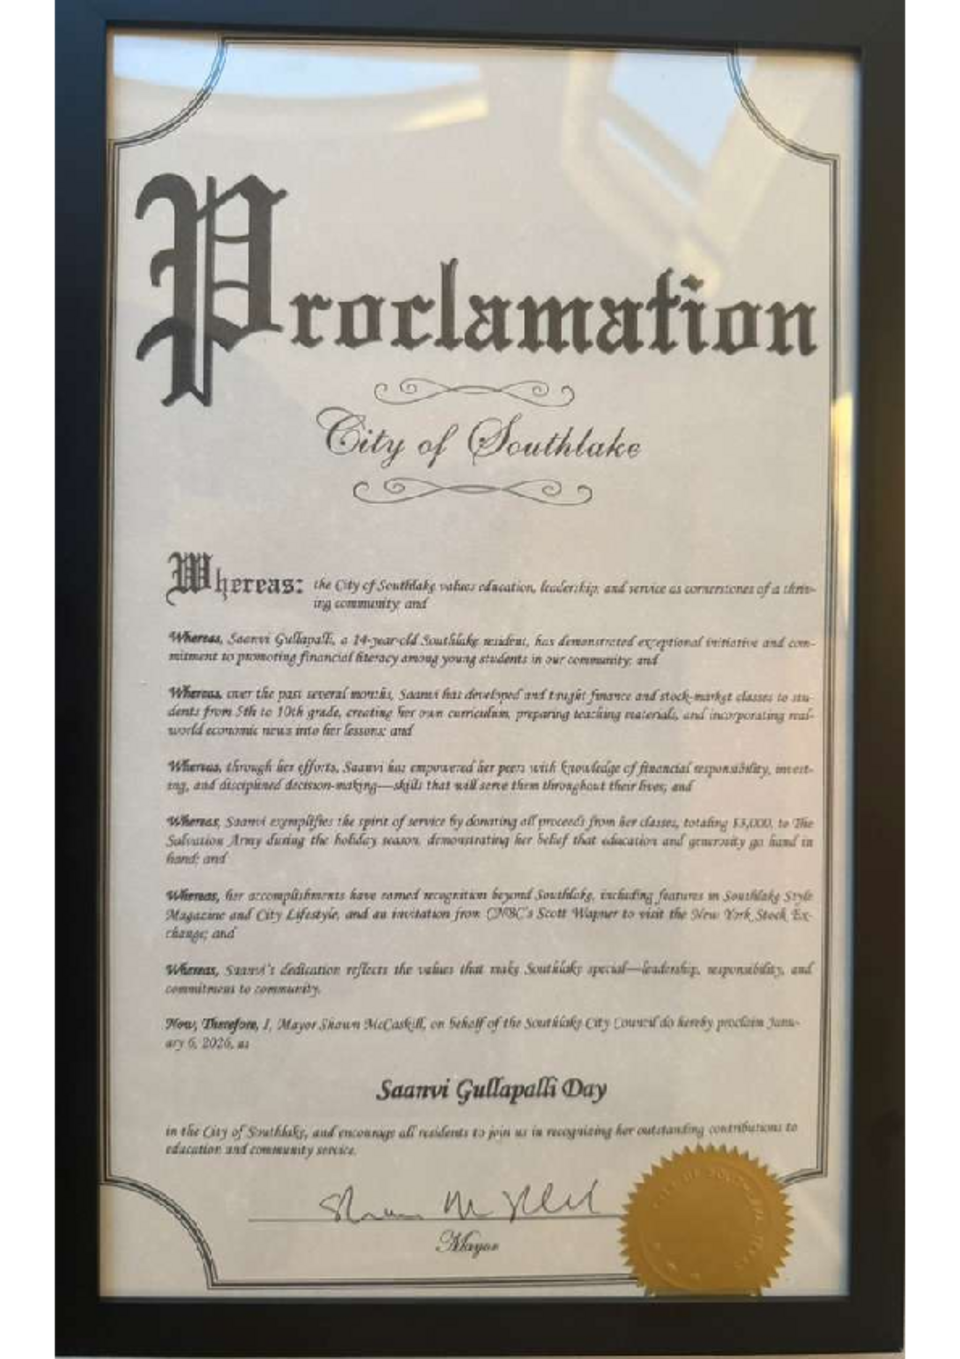 Proclamation
City of Southlake
Whereas: the City of Southlake values education, leadership, and service as cornerstones of a thriv-
ing community; and
Whereas, Saanvi Gullapalli, a 14-year-old Southlake resident, has demonstrated exceptional initiative and com-
mitment to promoting financial literacy among young students in our community; and
Whereas, over the past several months, Saanvi has developed and taught finance and stock-market classes to stu-
dents from 5th to 10th grade, creating her own curriculum, preparing teaching materials, and incorporating real-
world economic news into her lessons; and
Whereas, through her efforts, Saanvi has empowered her peers with knowledge of financial responsibility, invest-
ing, and disciplined decision-making—skills that will serve them throughout their lives; and
Whereas, Saanvi exemplifies the spirit of service by donating all proceeds from her classes, totaling $3,000, to The
Salvation Army during the holiday season, demonstrating her belief that education and generosity go hand in
hand; and
Whereas, her accomplishments have earned recognition beyond Southlake, including features in Southlake Style
Magazine and City Lifestyle, and an invitation from CNBC's Scott Wapner to visit the New York Stock Ex-
change; and
Whereas, Saanvi's dedication reflects the values that make Southlake special—leadership, responsibility, and
commitment to community.
Now, Therefore, I, Mayor Shawn McCaskill, on behalf of the Southlake City Council do hereby proclaim Janu-
ary 6, 2026, as
Saanvi Gullapalli Day
in the City of Southlake, and encourage all residents to join us in recognizing her outstanding contributions to
education and community service.
Mayor